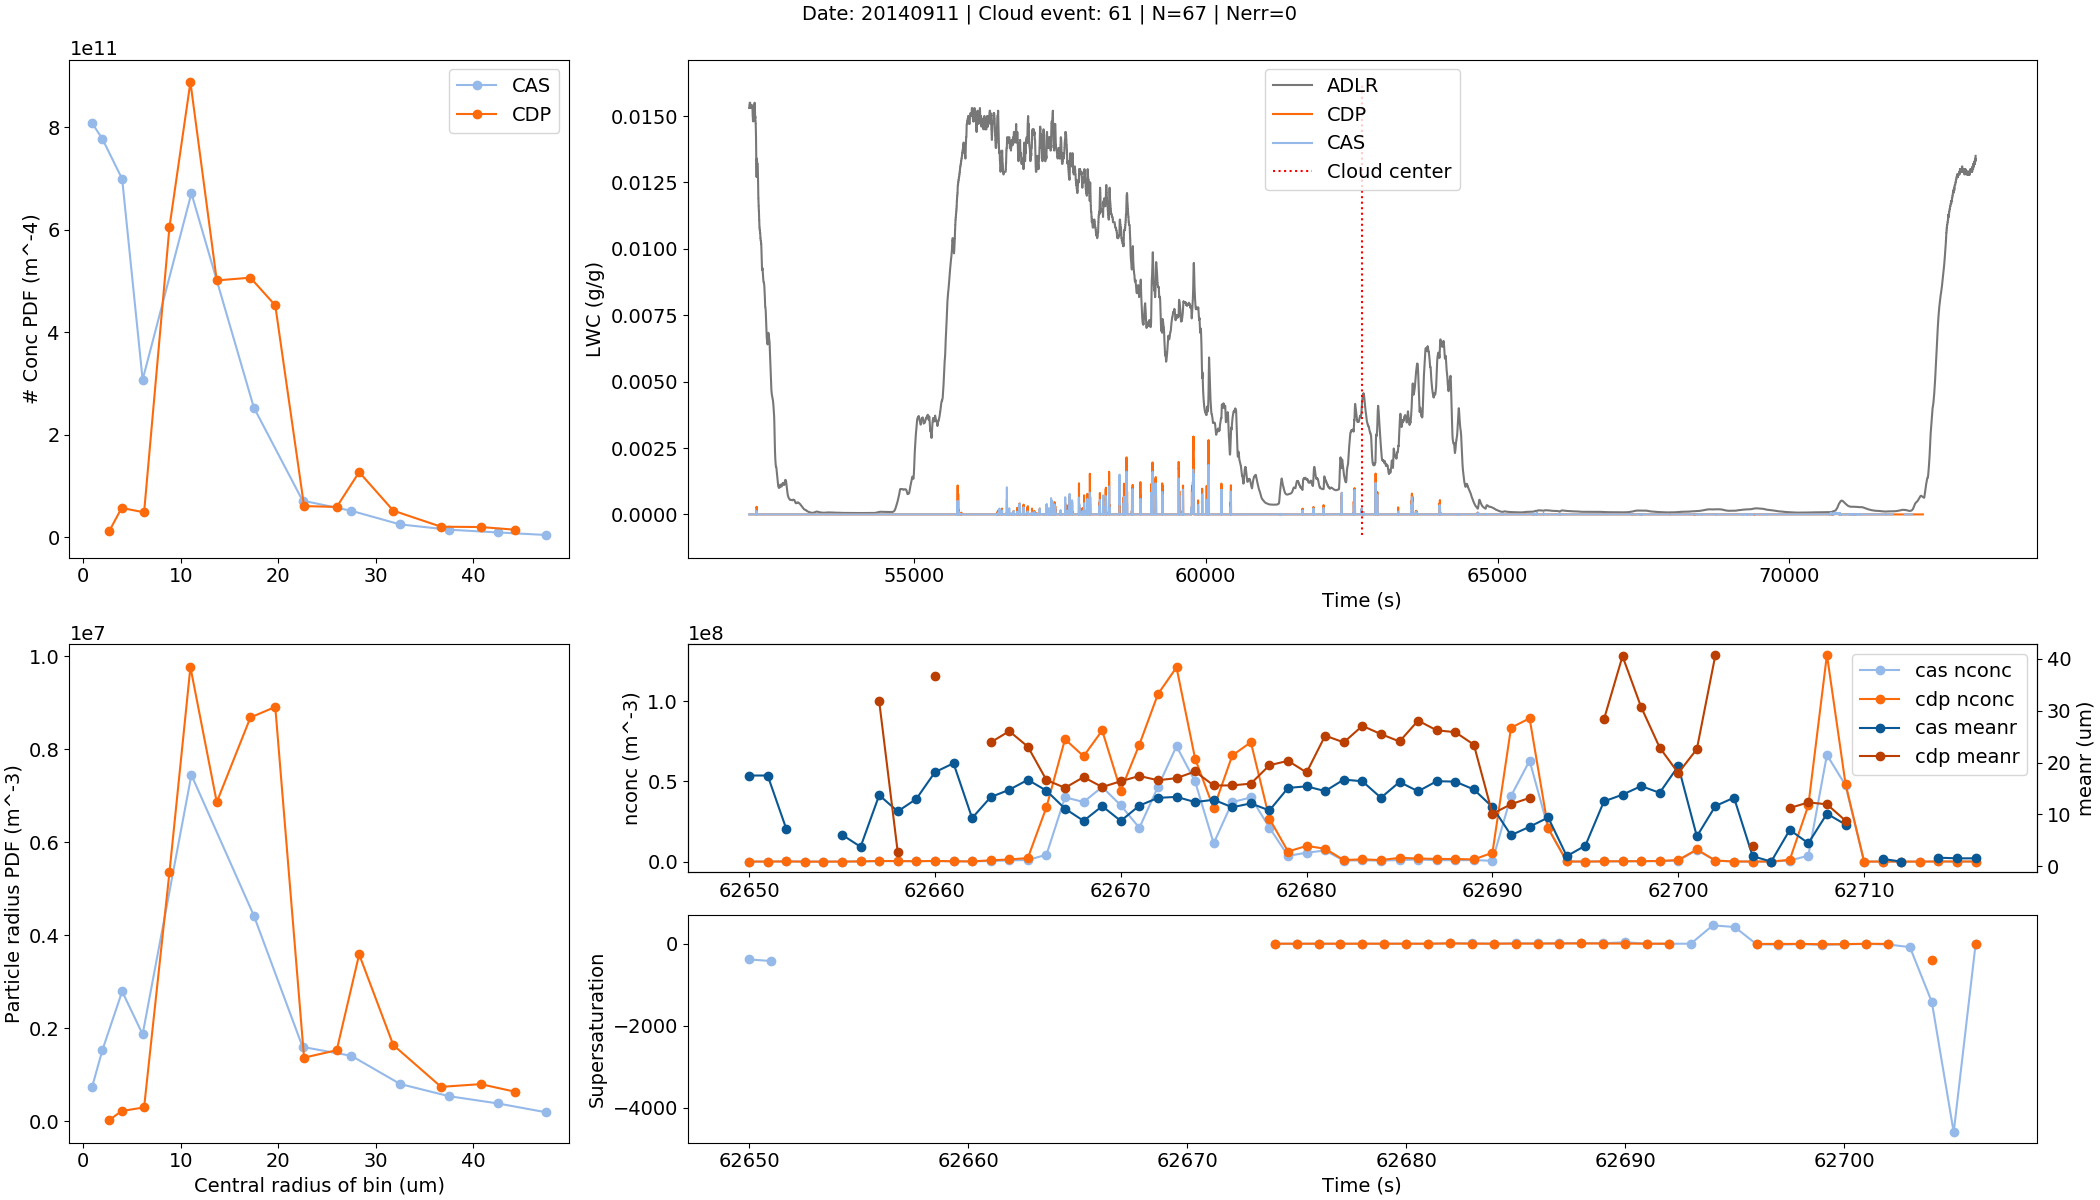 Date: 20140911 | Cloud event: 61 | N=67 | Nerr=0
1e11
# Conc PDF (m^-4)
8
6
4
2
0
0 10 20 30 40
CAS
CDP
LWC (g/g)
0.0150
0.0125
0.0100
0.0075
0.0050
0.0025
0.0000
55000 60000 65000 70000
Time (s)
ADLR
CDP
CAS
Cloud center
1e7
Particle radius PDF (m^-3)
1.0
0.8
0.6
0.4
0.2
0.0
0 10 20 30 40
Central radius of bin (um)
1e8
nconc (m^-3)
1.0
0.5
0.0
62650 62660 62670 62680 62690 62700 62710
40
30
20
10
0
meanr (um)
cas nconc
cdp nconc
cas meanr
cdp meanr
Supersaturation
0
−2000
−4000
62650 62660 62670 62680 62690 62700
Time (s)